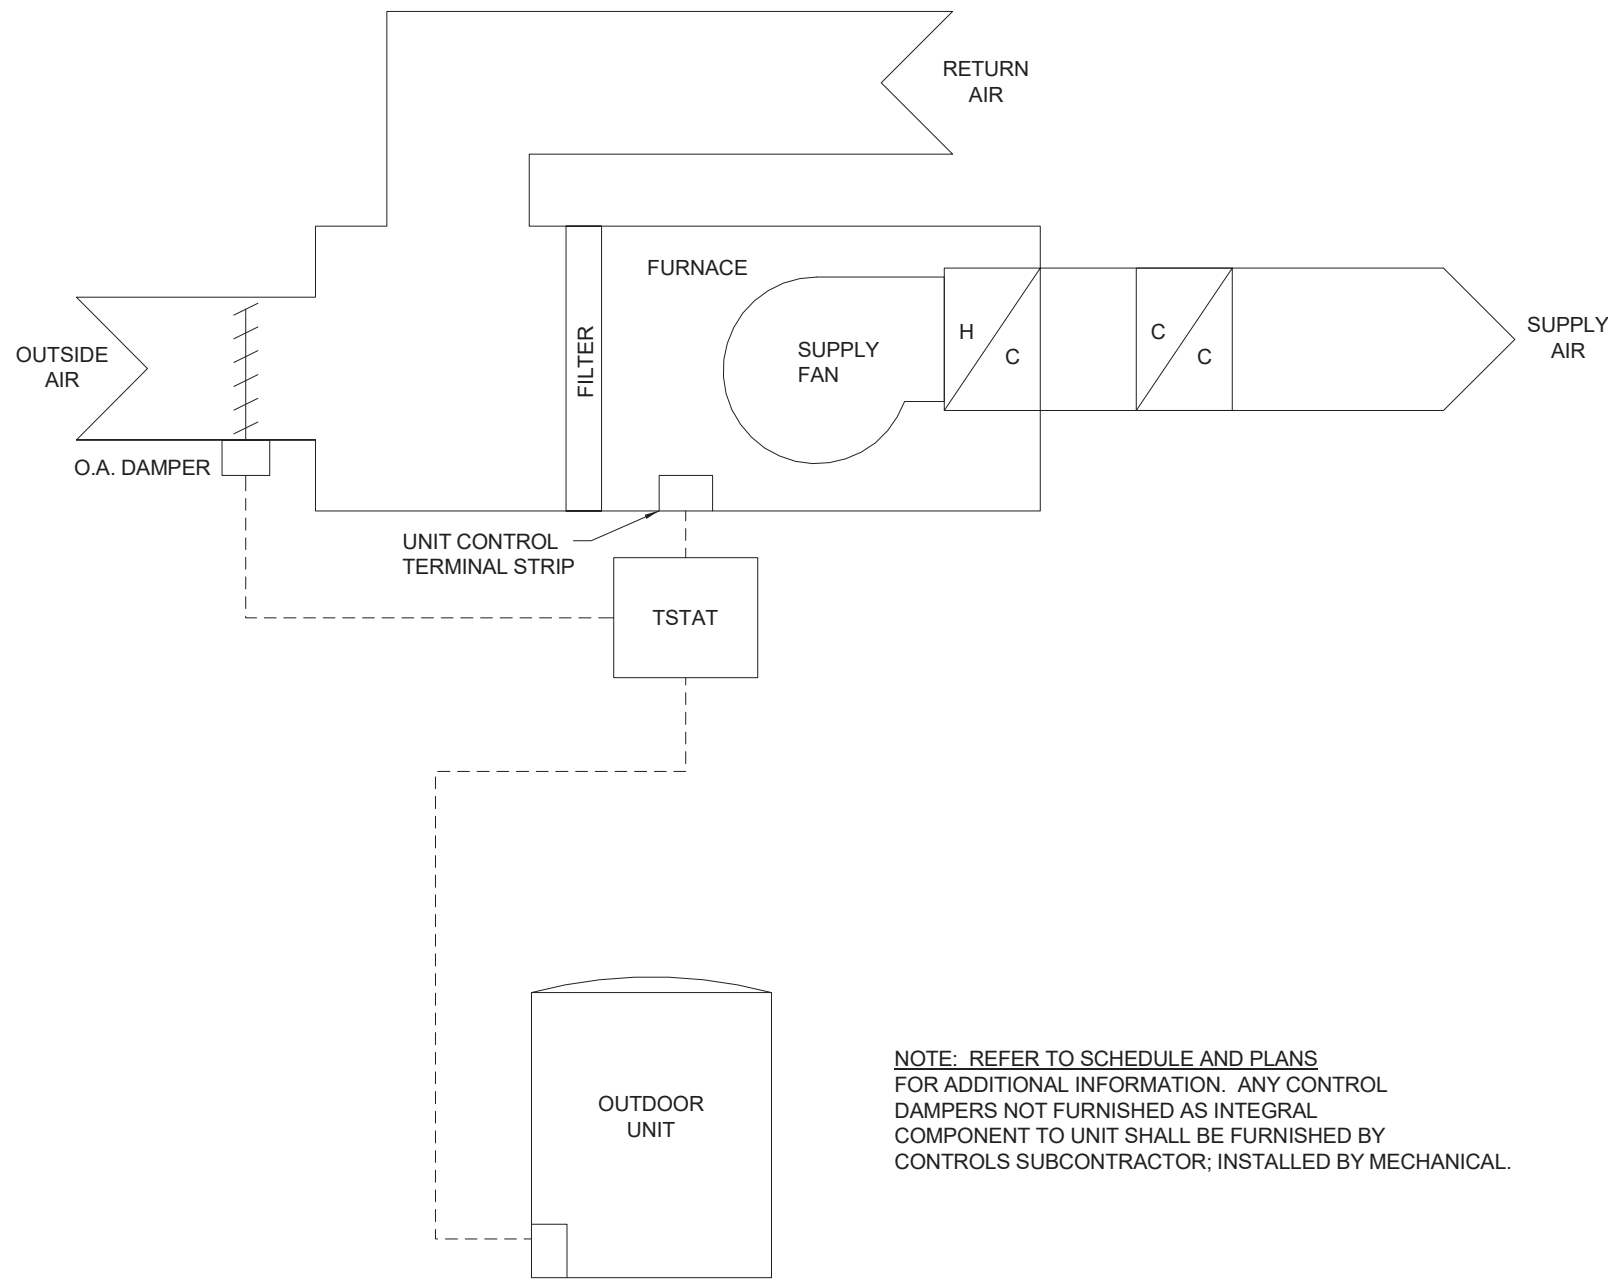 RETURN
AIR
FURNACE
SUPPLY
AIR
OUTSIDE
AIR
FILTER
SUPPLY
FAN
H
C
C
C
O.A. DAMPER
UNIT CONTROL
TERMINAL STRIP
TSTAT
OUTDOOR
UNIT
NOTE: REFER TO SCHEDULE AND PLANS
FOR ADDITIONAL INFORMATION. ANY CONTROL
DAMPERS NOT FURNISHED AS INTEGRAL
COMPONENT TO UNIT SHALL BE FURNISHED BY
CONTROLS SUBCONTRACTOR; INSTALLED BY MECHANICAL.